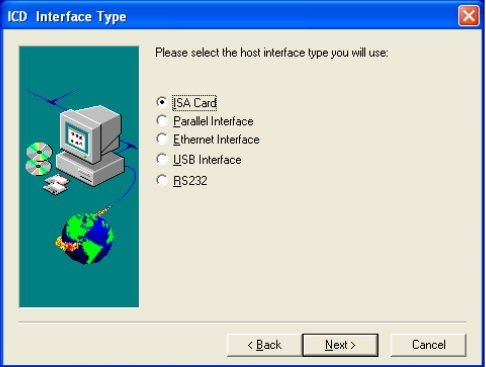 ICD Interface Type
Please select the host interface type you will use:
ISA Card
Parallel Interface
Ethernet Interface
USB Interface
RS232
< Back
Next >
Cancel